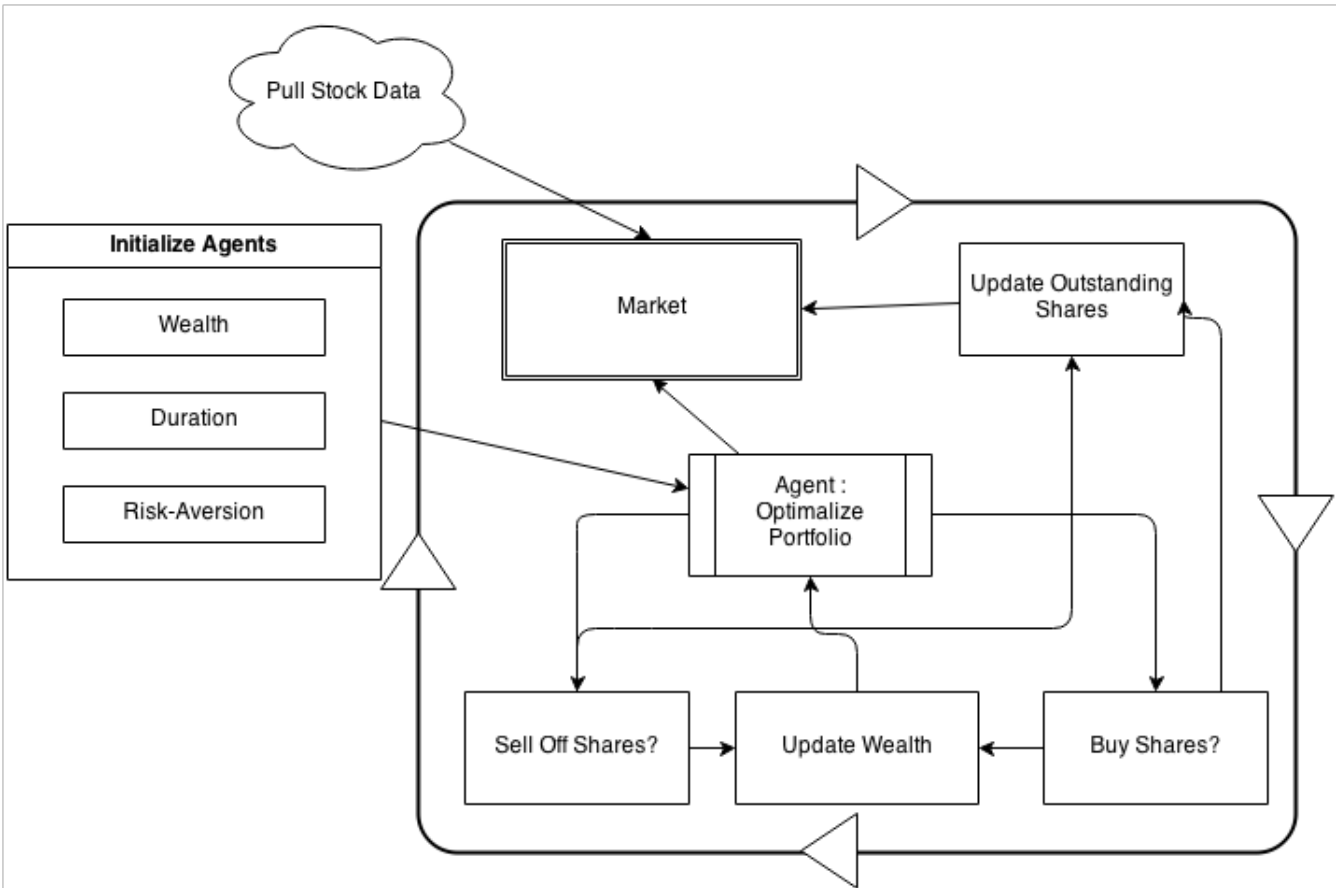 Pull Stock Data
Initialize Agents
Wealth
Duration
Risk-Aversion
Market
Update Outstanding
Shares
Agent :
Optimalize
Portfolio
Sell Off Shares?
Update Wealth
Buy Shares?